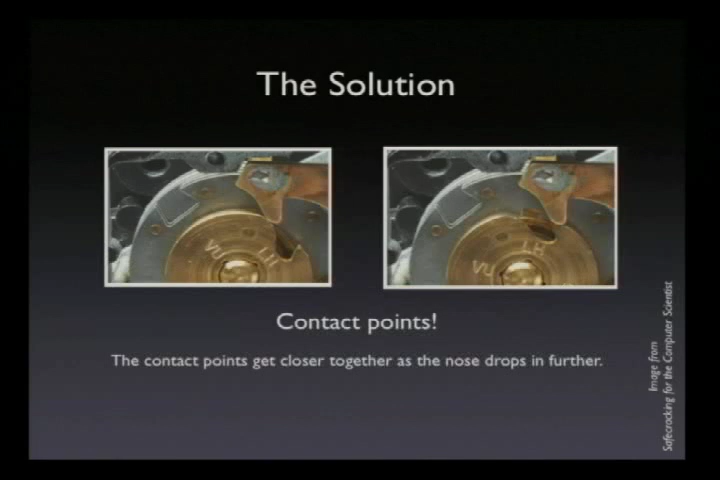 The Solution
Contact points!
The contact points get closer together as the nose drops in further.
Image from
Safecracking for the Computer Scientist